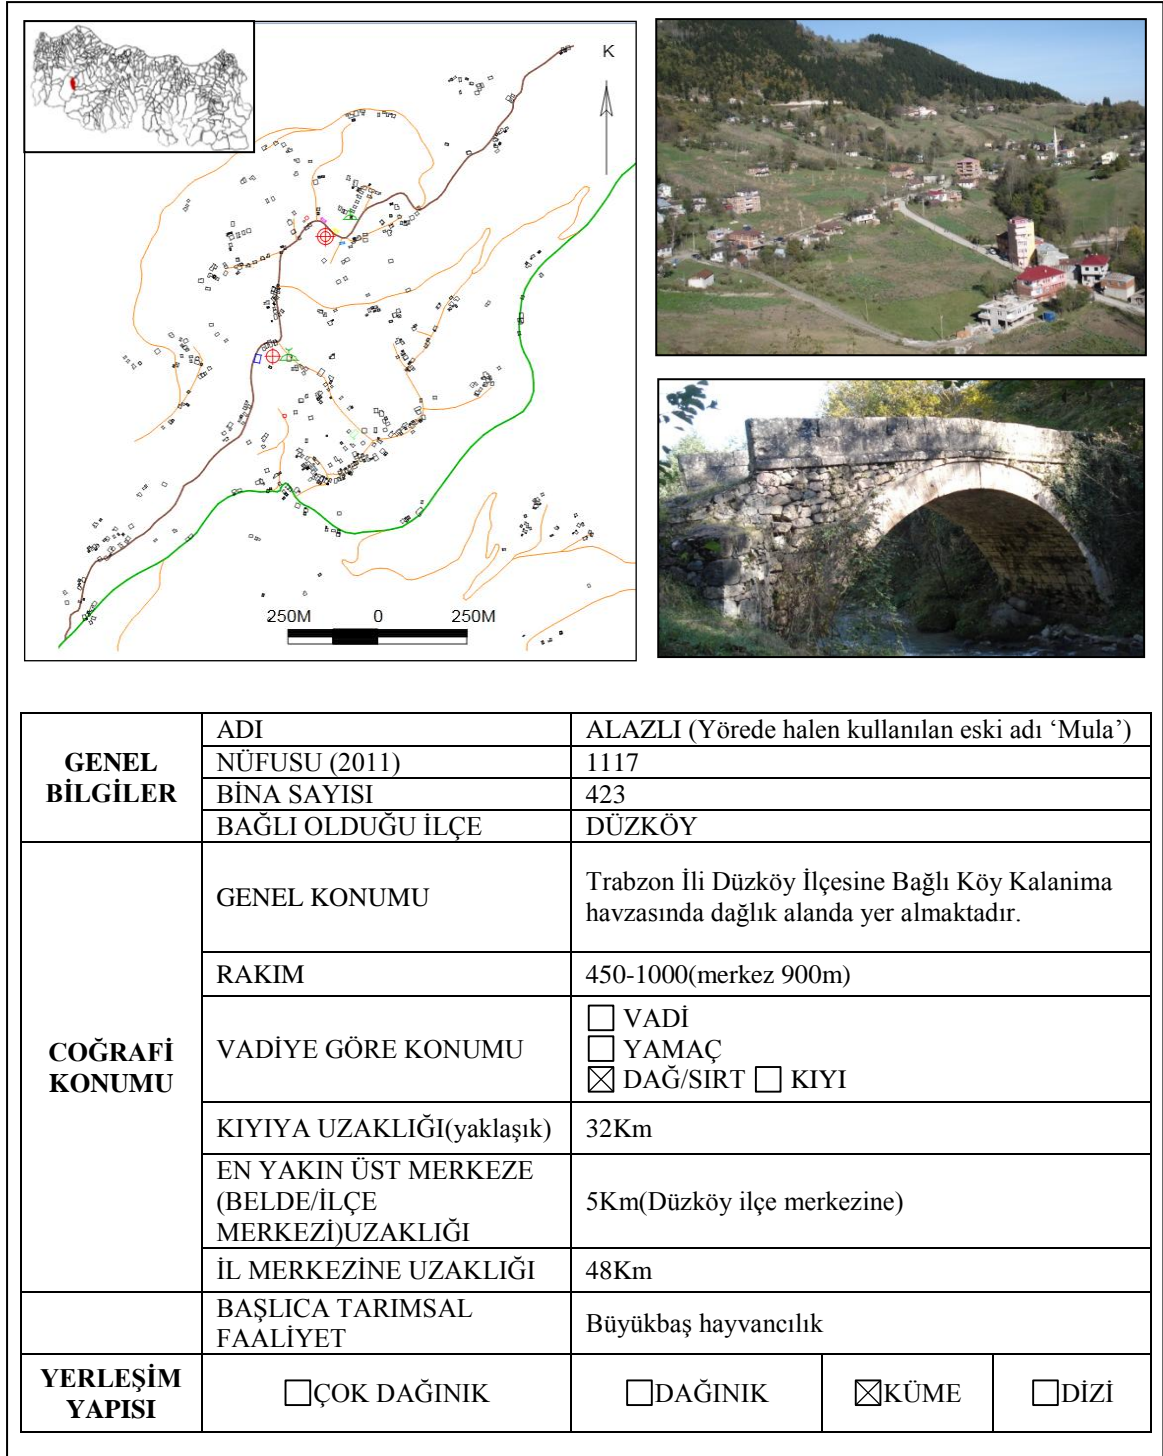 K
250M 0 250M
GENEL
BİLGİLER
ADI
ALAZLI (Yörede halen kullanılan eski adı ‘Mula’)
NÜFUSU (2011)
1117
BİNA SAYISI
423
BAĞLI OLDUĞU İLÇE
DÜZKÖY
COĞRAFİ
KONUMU
GENEL KONUMU
Trabzon İli Düzköy İlçesine Bağlı Köy Kalanima
havzasında dağlık alanda yer almaktadır.
RAKIM
450-1000(merkez 900m)
VADİYE GÖRE KONUMU
VADİ
YAMAÇ
DAĞ/SIRT KIYI
KIYIYA UZAKLIĞI(yaklaşık)
32Km
EN YAKIN ÜST MERKEZE
(BELDE/İLÇE
MERKEZİ)UZAKLIĞI
5Km(Düzköy ilçe merkezine)
İL MERKEZİNE UZAKLIĞI
48Km
BAŞLICA TARIMSAL
FAALİYET
Büyükbaş hayvancılık
YERLEŞİM
YAPISI
ÇOK DAĞINIK
DAĞINIK
KÜME
DİZİ